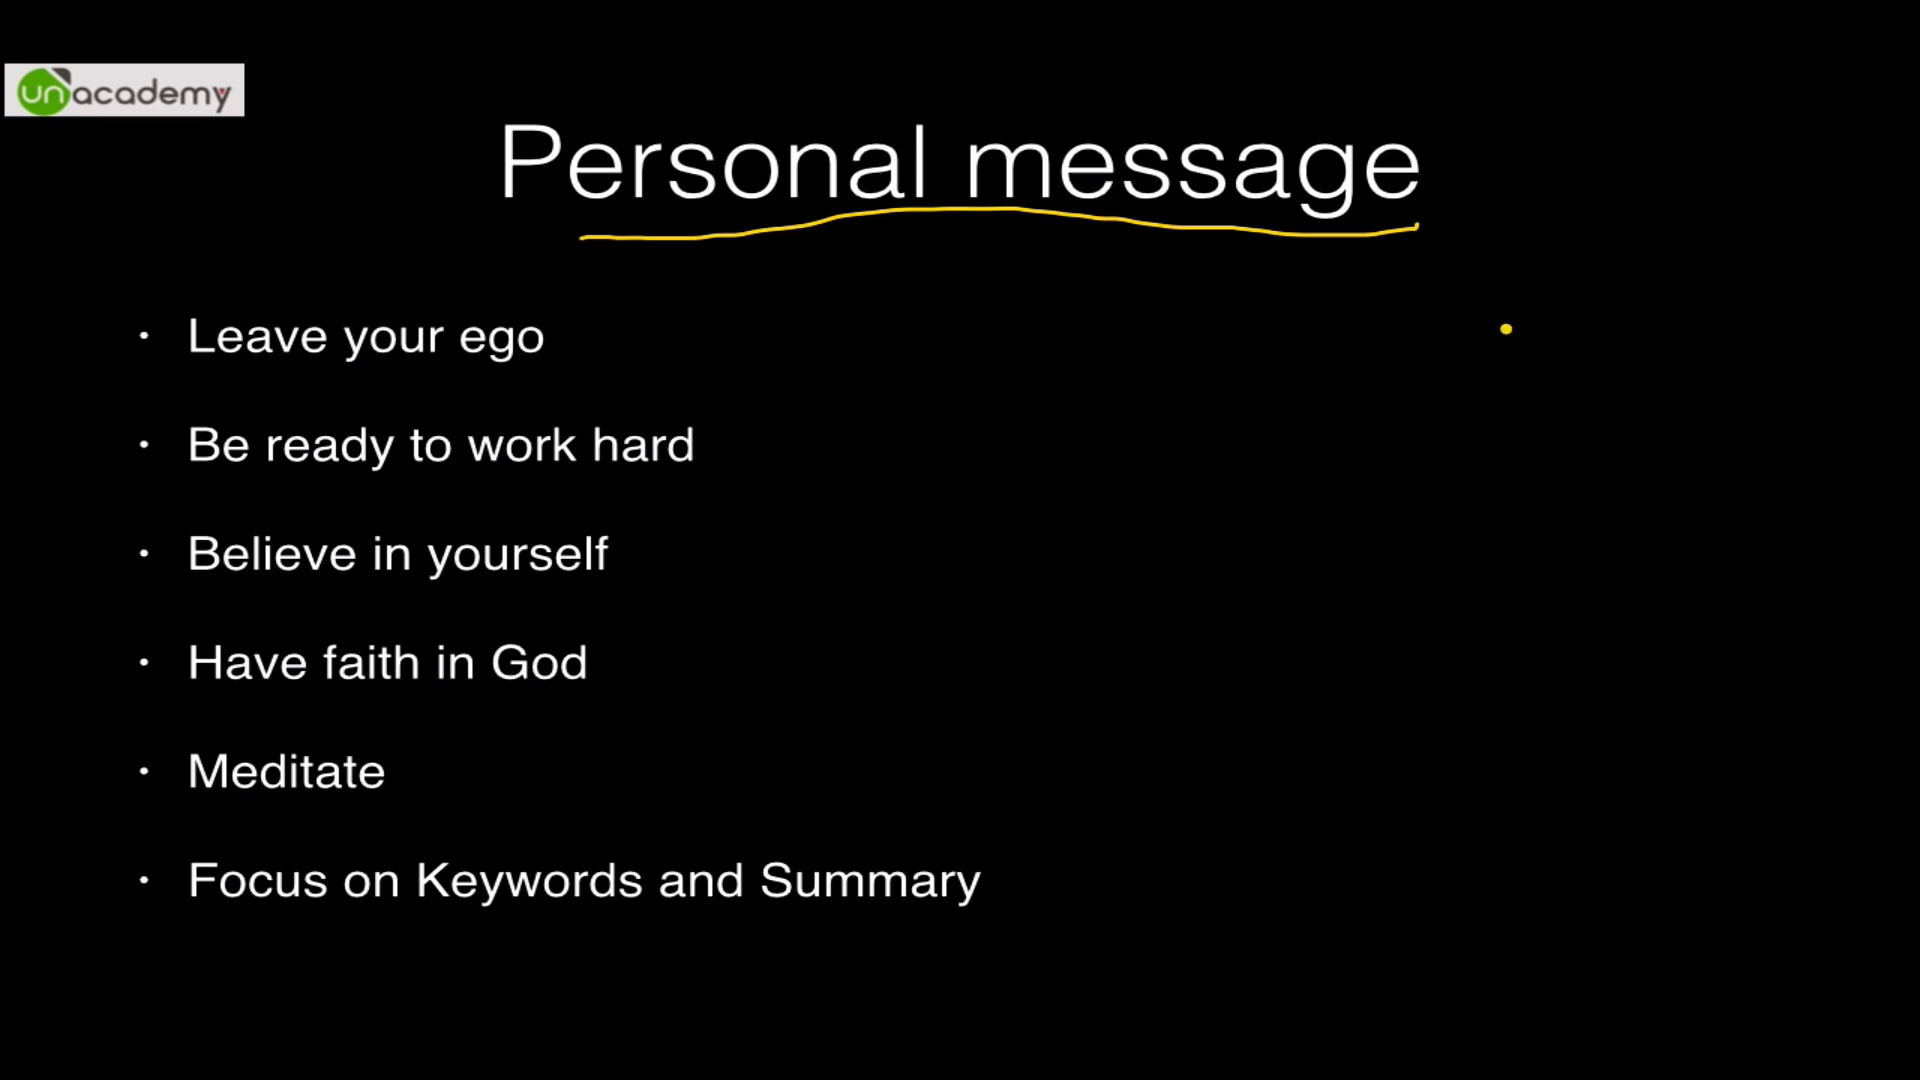 unacademy
Personal message
• Leave your ego
• Be ready to work hard
• Believe in yourself
• Have faith in God
• Meditate
• Focus on Keywords and Summary